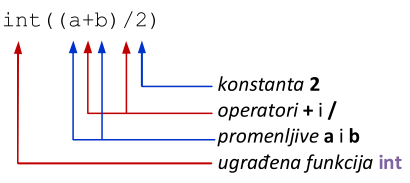 int((a+b)/2)
konstanta 2
operatori + i /
promenljive a i b
ugrađena funkcija int